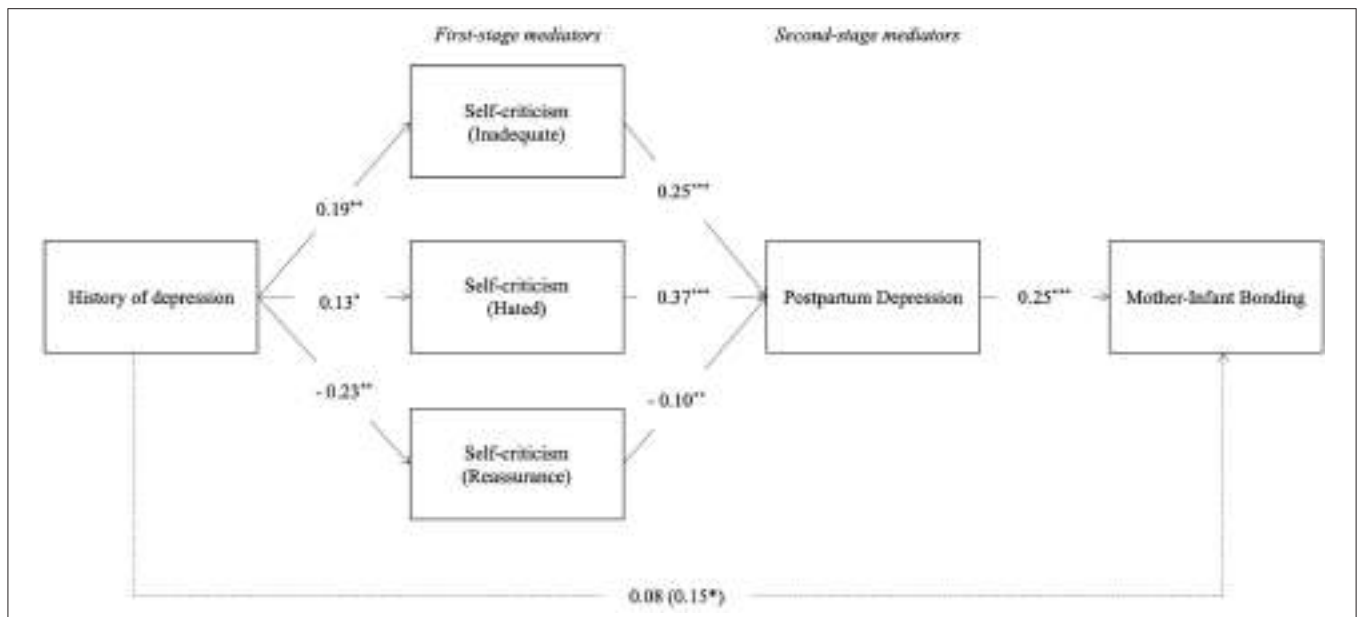 First-stage mediators
Second-stage mediators
Self-criticism
(Inadequate)
0.19**
0.25***
History of depression
0.13*
Self-criticism
(Hated)
0.37***
Postpartum Depression
0.25***
Mother-Infant Bonding
- 0.23**
- 0.10**
Self-criticism
(Reassurance)
0.08 (0.15*)